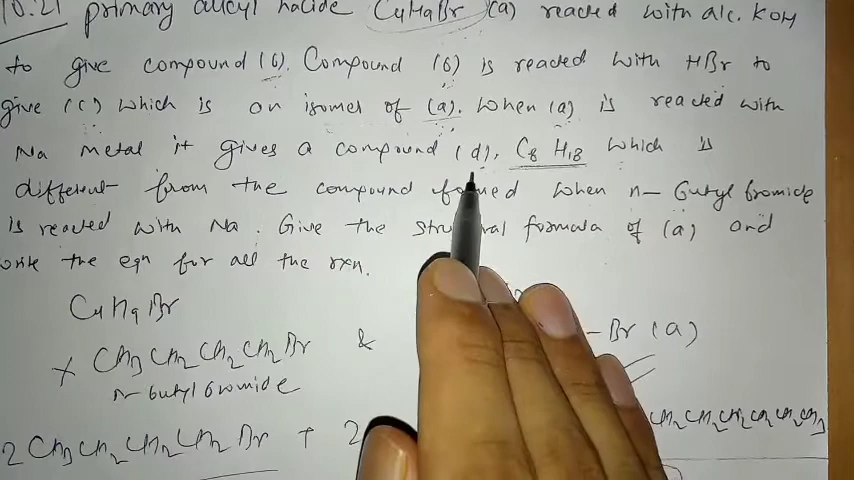 10.21 primary alkyl halide C4H9Br (a) reacted with alc. KOH
to give compound (b). Compound (b) is reacted with HBr to
give (c) which is an isomer of (a). When (a) is reacted with
Na metal it gives a compound (d), C8 H18 which is
different from the compound formed when n- butyl bromide
is reacted with Na. Give the formula of (a) and
write the eqn for all the rxn.
C4H9Br
X CH3CH2CH2CH2Br & -Br (a)
n-butyl bromide
CH2CH2CH2CH2CH2CH3
2CH3CH2CH2CH2Br + 2